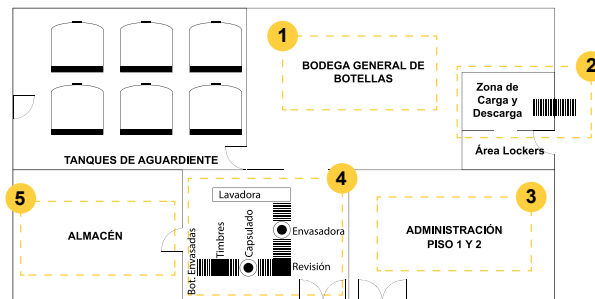 1
BODEGA GENERAL DE
BOTELLAS
2
Zona de
Carga y
Descarga
Área Lockers
TANQUES DE AGUARDIENTE
5
ALMACÉN
4
Lavadora
Envasadora
Revisión
Capsulado
Timbres
Bot. Envasadas
3
ADMINISTRACIÓN
PISO 1 Y 2